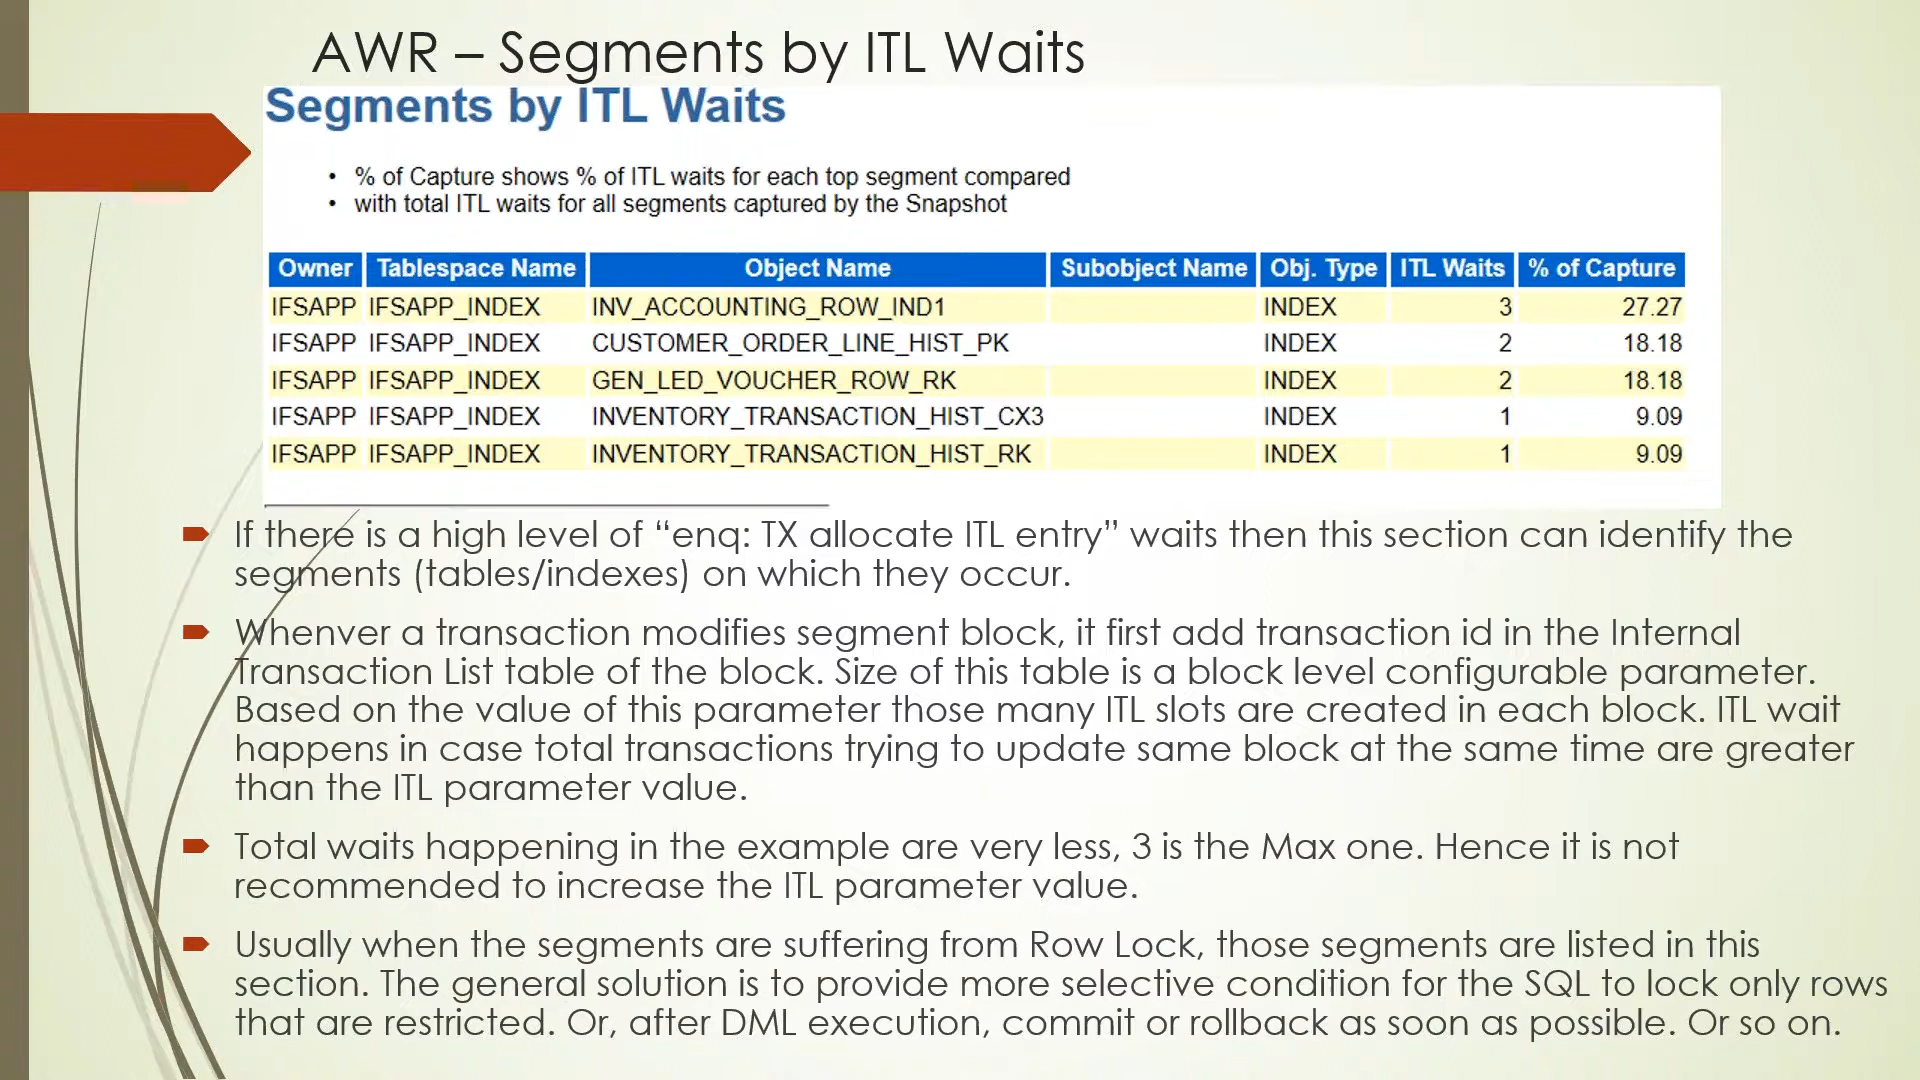 AWR – Segments by ITL Waits
Segments by ITL Waits
• % of Capture shows % of ITL waits for each top segment compared
• with total ITL waits for all segments captured by the Snapshot
Owner Tablespace Name Object Name Subobject Name Obj. Type ITL Waits % of Capture
IFSAPP IFSAPP_INDEX INV_ACCOUNTING_ROW_IND1 INDEX 3 27.27
IFSAPP IFSAPP_INDEX CUSTOMER_ORDER_LINE_HIST_PK INDEX 2 18.18
IFSAPP IFSAPP_INDEX GEN_LED_VOUCHER_ROW_RK INDEX 2 18.18
IFSAPP IFSAPP_INDEX INVENTORY_TRANSACTION_HIST_CX3 INDEX 1 9.09
IFSAPP IFSAPP_INDEX INVENTORY_TRANSACTION_HIST_RK INDEX 1 9.09
If there is a high level of “enq: TX allocate ITL entry” waits then this section can identify the
segments (tables/indexes) on which they occur.
Whenver a transaction modifies segment block, it first add transaction id in the Internal
Transaction List table of the block. Size of this table is a block level configurable parameter.
Based on the value of this parameter those many ITL slots are created in each block. ITL wait
happens in case total transactions trying to update same block at the same time are greater
than the ITL parameter value.
Total waits happening in the example are very less, 3 is the Max one. Hence it is not
recommended to increase the ITL parameter value.
Usually when the segments are suffering from Row Lock, those segments are listed in this
section. The general solution is to provide more selective condition for the SQL to lock only rows
that are restricted. Or, after DML execution, commit or rollback as soon as possible. Or so on.